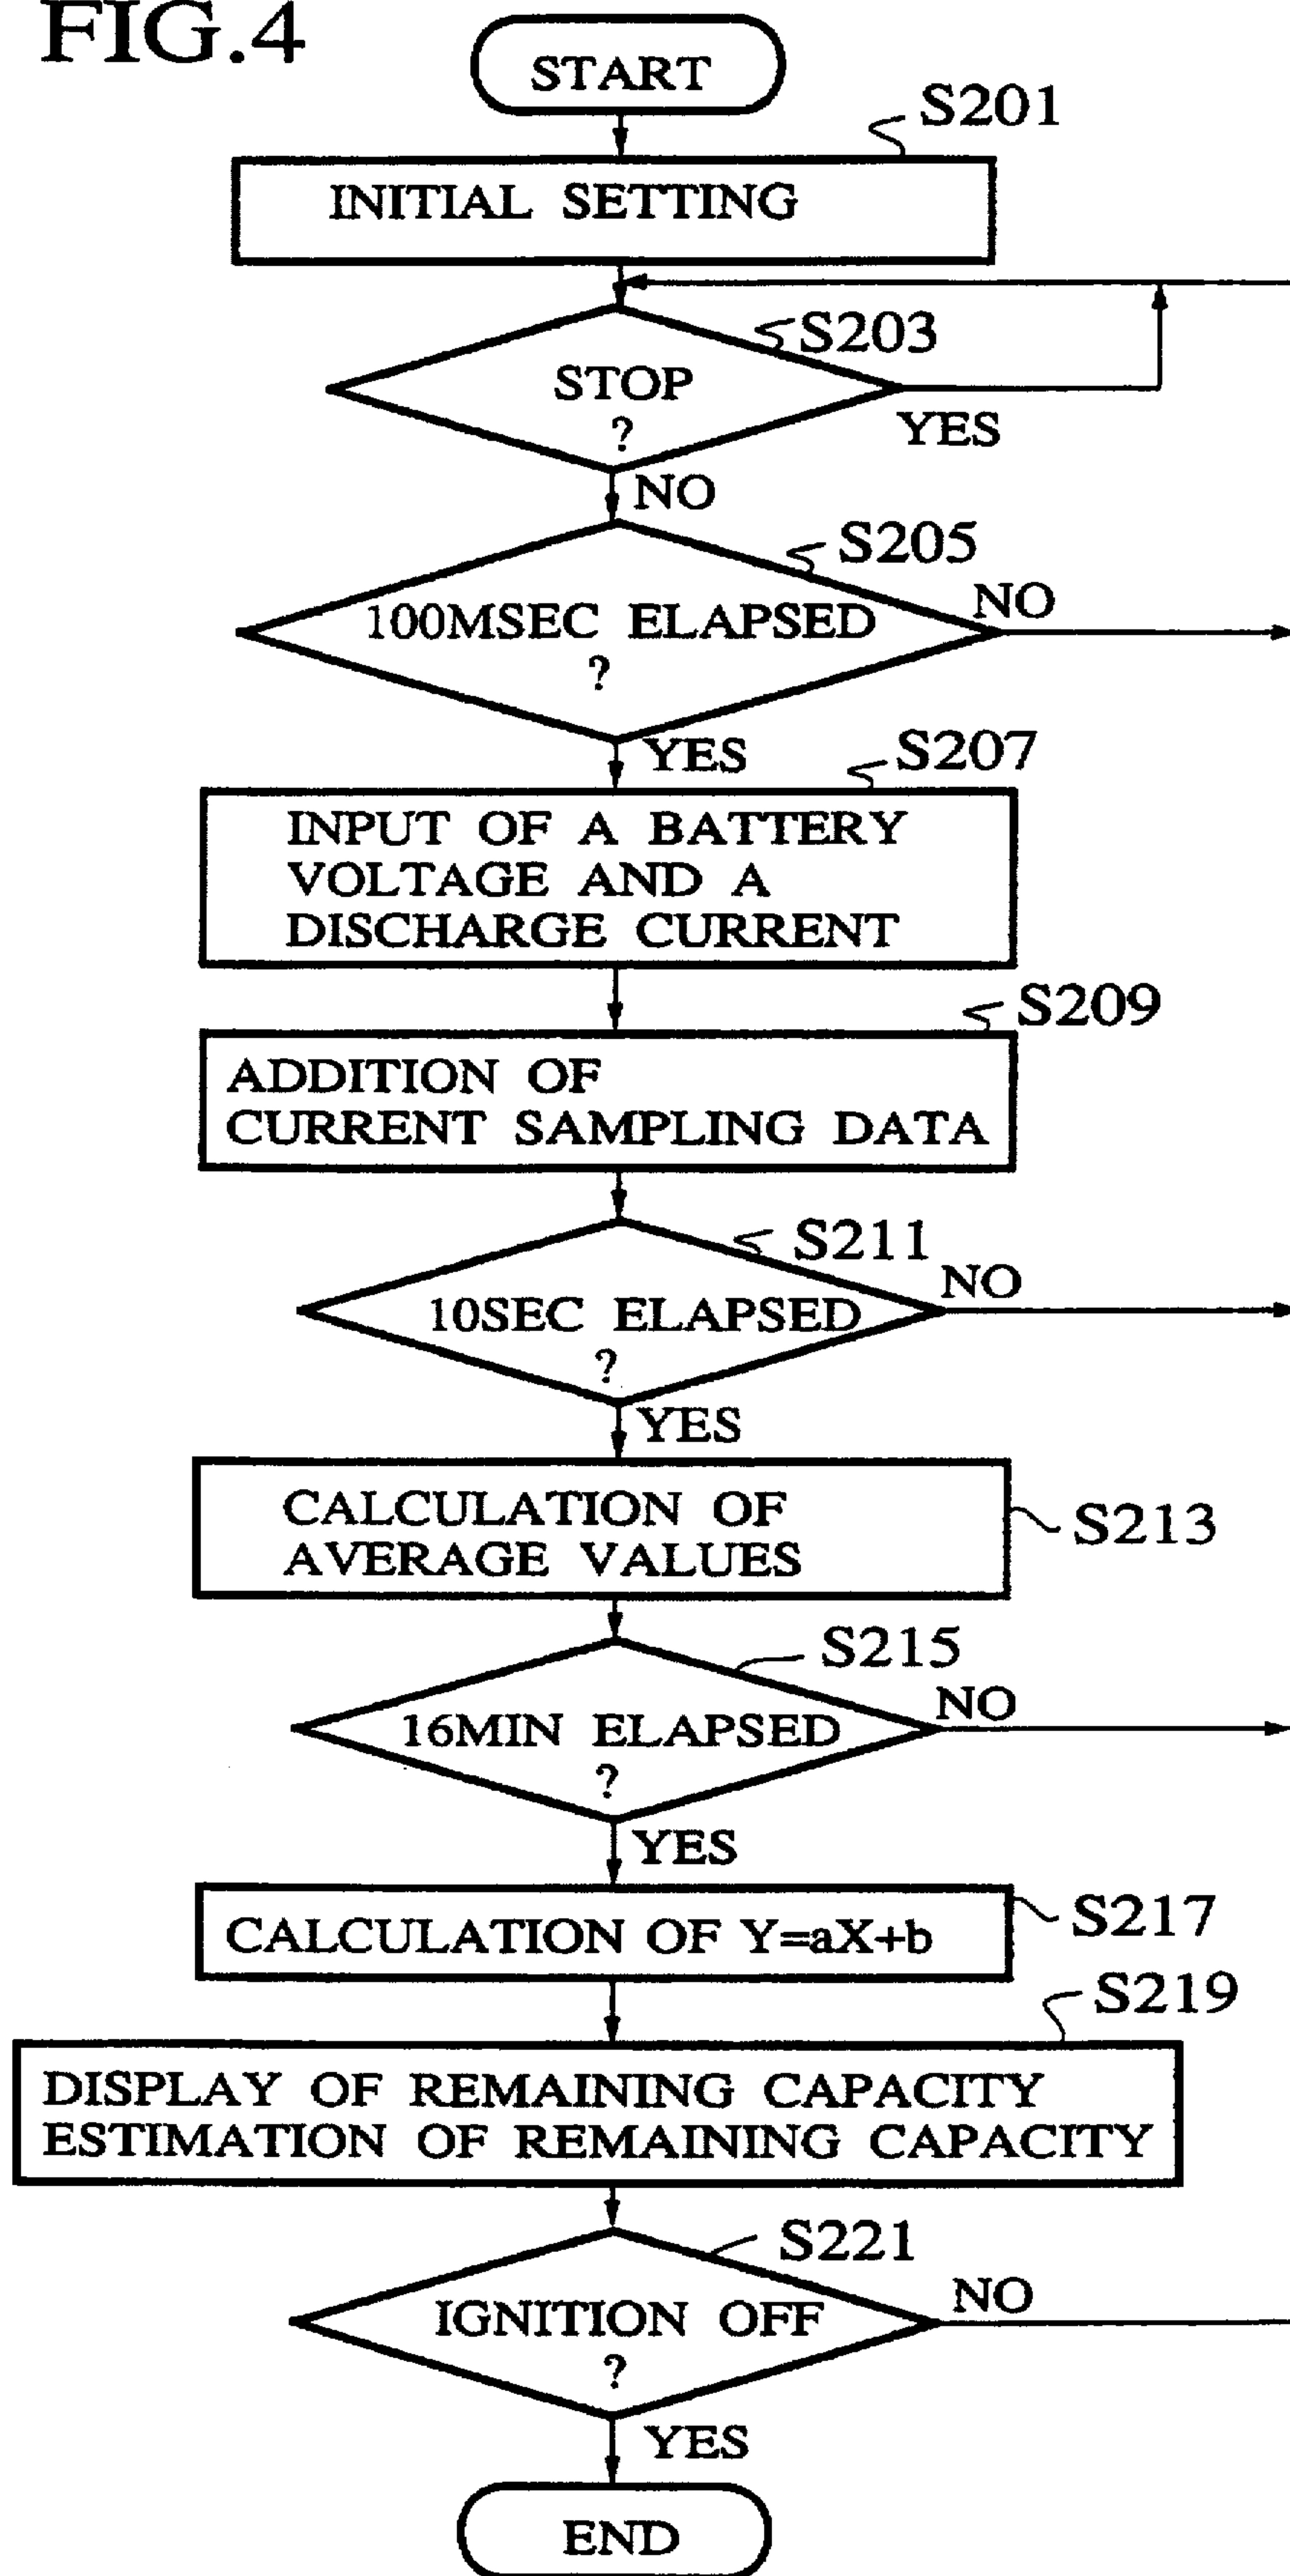 FIG.4
START
S201
INITIAL SETTING
S203
STOP
?
YES
NO
S205
100MSEC ELAPSED
?
NO
YES
S207
INPUT OF A BATTERY
VOLTAGE AND A
DISCHARGE CURRENT
S209
ADDITION OF
CURRENT SAMPLING DATA
S211
10SEC ELAPSED
?
NO
YES
CALCULATION OF
AVERAGE VALUES
S213
S215
16MIN ELAPSED
?
NO
YES
CALCULATION OF Y=aX+b
S217
S219
DISPLAY OF REMAINING CAPACITY
ESTIMATION OF REMAINING CAPACITY
S221
IGNITION OFF
?
NO
YES
END